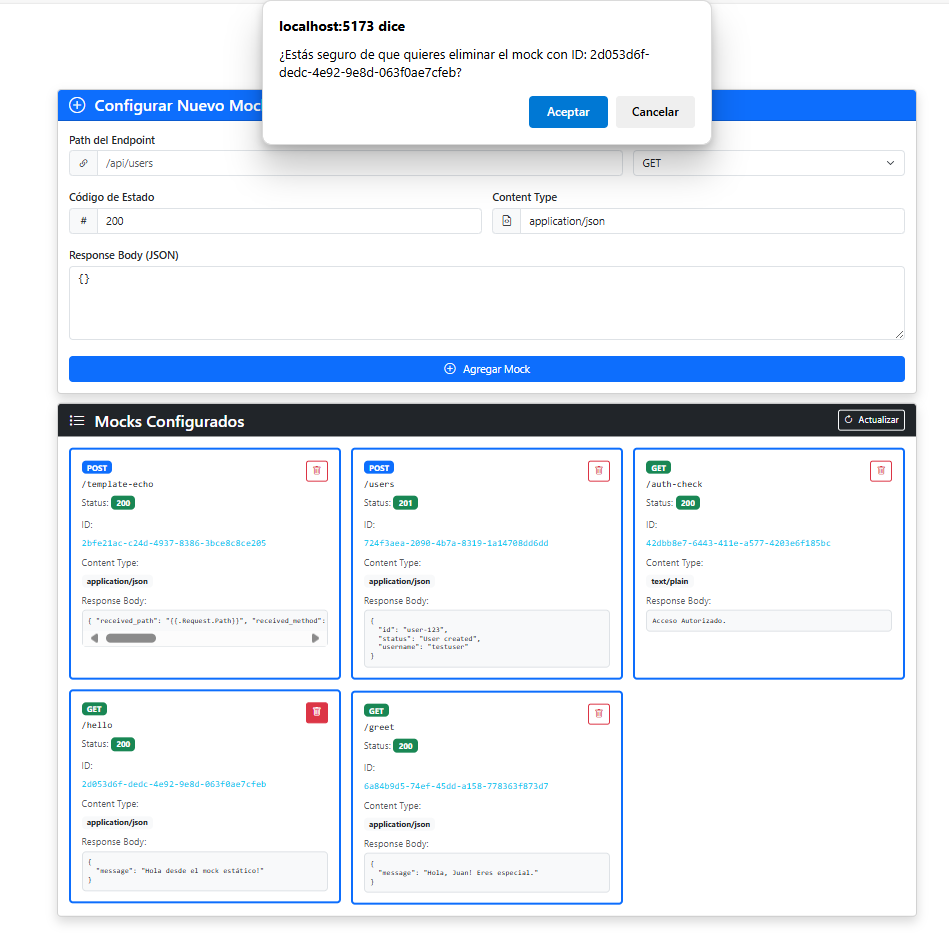 localhost:5173 dice
¿Estás seguro de que quieres eliminar el mock con ID: 2d053d6f-
dedc-4e92-9e8d-063f0ae7cfeb?
Aceptar
Cancelar
Configurar Nuevo Moc
Path del Endpoint
/api/users
GET
Código de Estado
Content Type
# 200
application/json
Response Body (JSON)
{}
Agregar Mock
Mocks Configurados
Actualizar
POST
/template-echo
Status: 200
ID:
2bfe21ac-c24d-4937-8386-3bce8c8ce205
Content Type:
application/json
Response Body:
{ "received_path": "{{.Request.Path}}", "received_method":
POST
/users
Status: 201
ID:
724f3aea-2090-4b7a-8319-1a14708dd6dd
Content Type:
application/json
Response Body:
{
"id": "user-123",
"status": "User created",
"username": "testuser"
}
GET
/auth-check
Status: 200
ID:
42dbb8e7-6443-411e-a577-4203e6f185bc
Content Type:
text/plain
Response Body:
Acceso Autorizado.
GET
/hello
Status: 200
ID:
2d053d6f-dedc-4e92-9e8d-063f0ae7cfeb
Content Type:
application/json
Response Body:
{
"message": "Hola desde el mock estático!"
}
GET
/greet
Status: 200
ID:
6a84b9d5-74ef-45dd-a158-778363f873d7
Content Type:
application/json
Response Body:
{
"message": "Hola, Juan! Eres especial."
}